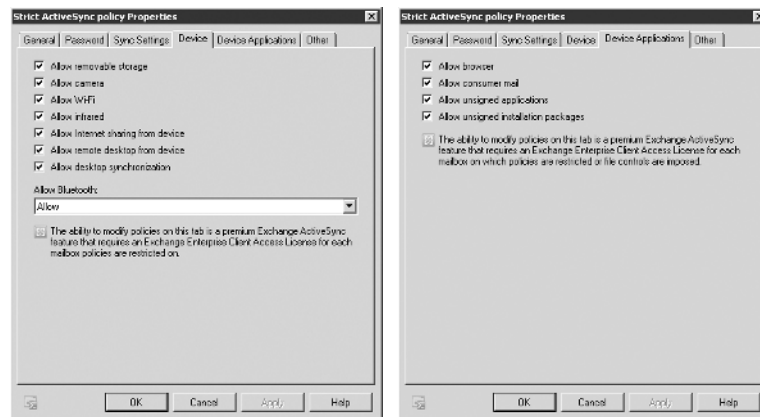 Strict ActiveSync policy Properties
General Password Sync Settings Device Device Applications Other
Allow removable storage
Allow camera
Allow Wi-Fi
Allow infrared
Allow Internet sharing from device
Allow remote desktop from device
Allow desktop synchronization
Allow Bluetooth:
Allow
The ability to modify policies on this tab is a premium Exchange ActiveSync
feature that requires an Exchange Enterprise Client Access License for each
mailbox policies are restricted on.
OK Cancel Apply Help
Strict ActiveSync policy Properties
General Password Sync Settings Device Device Applications Other
Allow browser
Allow consumer mail
Allow unsigned applications
Allow unsigned installation packages
The ability to modify policies on this tab is a premium Exchange ActiveSync
feature that requires an Exchange Enterprise Client Access License for each
mailbox on which policies are restricted or file controls are imposed.
OK Cancel Apply Help